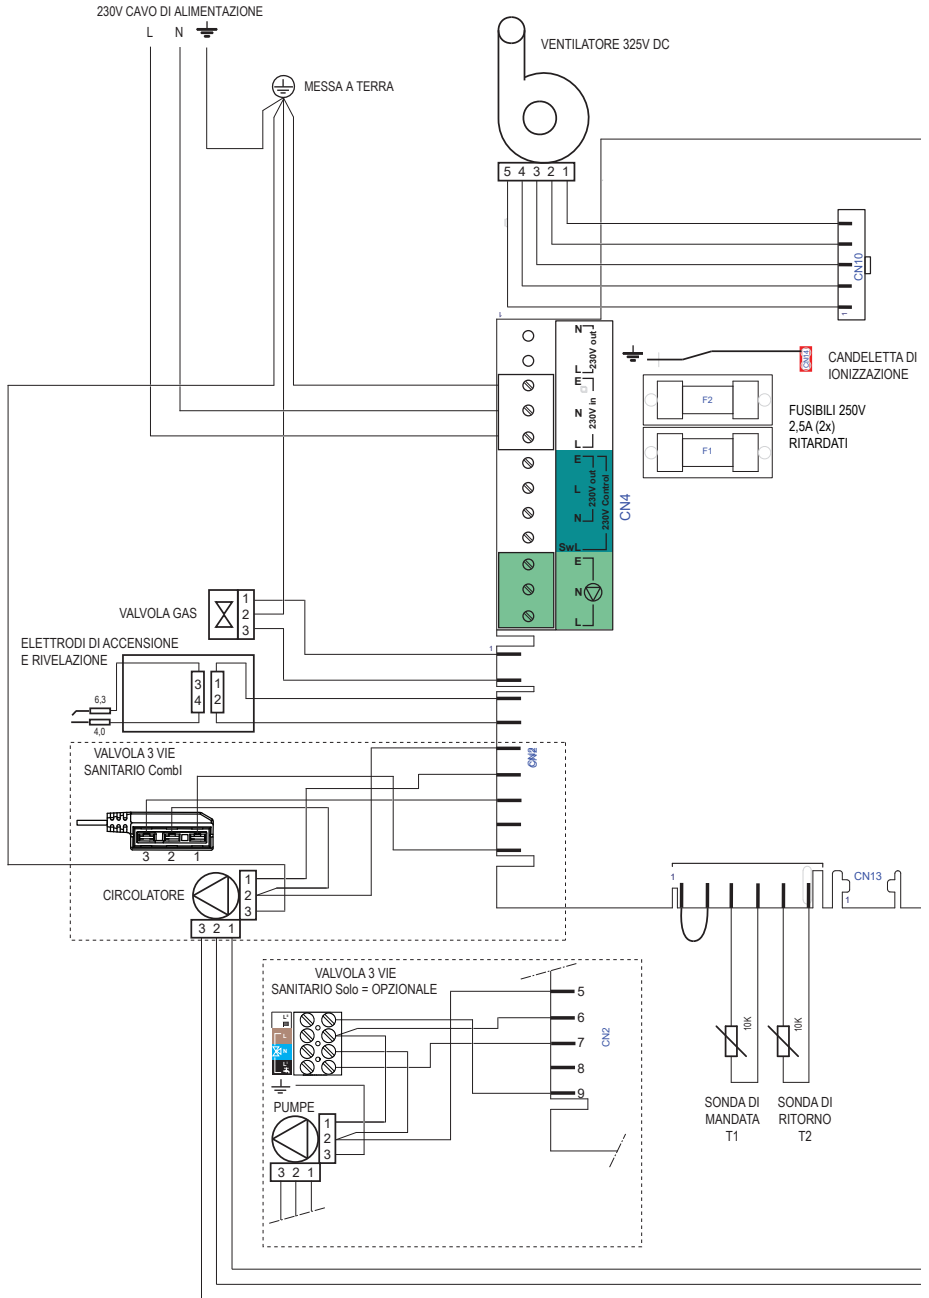 230V CAVO DI ALIMENTAZIONE
L N
MESSA A TERRA
VENTILATORE 325V DC
5 4 3 2 1
CN10
1
1
N
L
230V out
E
N
L
230V in
E
L
N
230V out
SwL
230V Control
E
N
L
CN4
CN14
CANDELETTA DI
IONIZZAZIONE
F2
F1
FUSIBILI 250V
2,5A (2x)
RITARDATI
VALVOLA GAS
1
2
3
1
ELETTRODI DI ACCENSIONE
E RIVELAZIONE
6,3
4,0
3
4
1
2
VALVOLA 3 VIE
SANITARIO CombI
CN2
3 2 1
CIRCOLATORE
1
2
3
3 2 1
1
CN13
1
VALVOLA 3 VIE
SANITARIO Solo = OPZIONALE
L
N
5
6
7
8
9
CN2
PUMPE
1
2
3
3 2 1
10K
10K
SONDA DI
MANDATA
T1
SONDA DI
RITORNO
T2